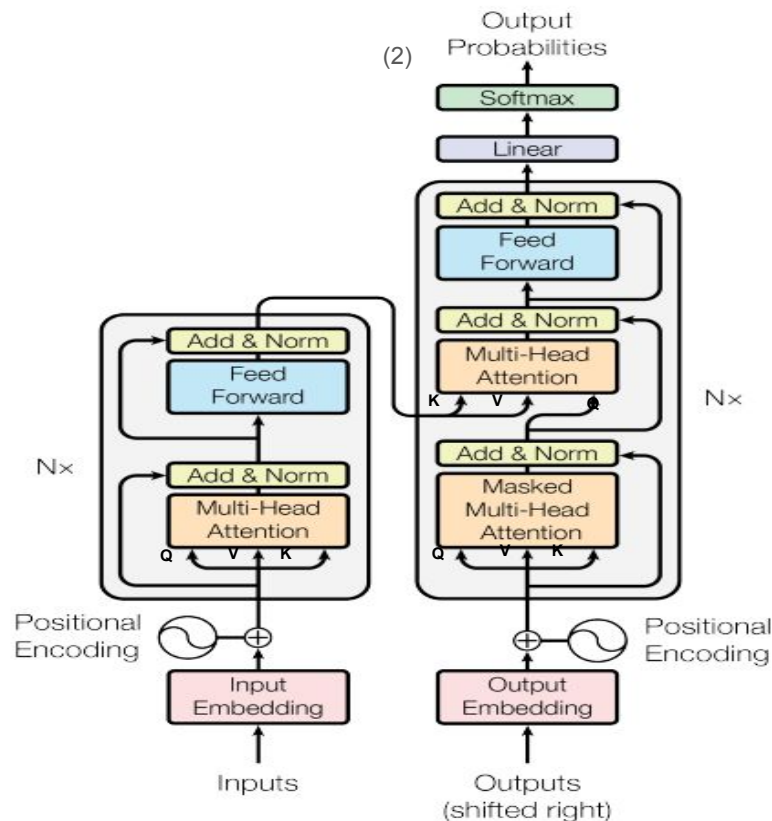 Output
Probabilities
(2)
Softmax
Linear
Add & Norm
Feed
Forward
Add & Norm
Multi-Head
Attention
K
V
Q
Nx
Add & Norm
Masked
Multi-Head
Attention
Q
V
K
Add & Norm
Feed
Forward
Nx
Add & Norm
Multi-Head
Attention
Q
V
K
Positional
Encoding
Positional
Encoding
Input
Embedding
Output
Embedding
Inputs
Outputs
(shifted right)